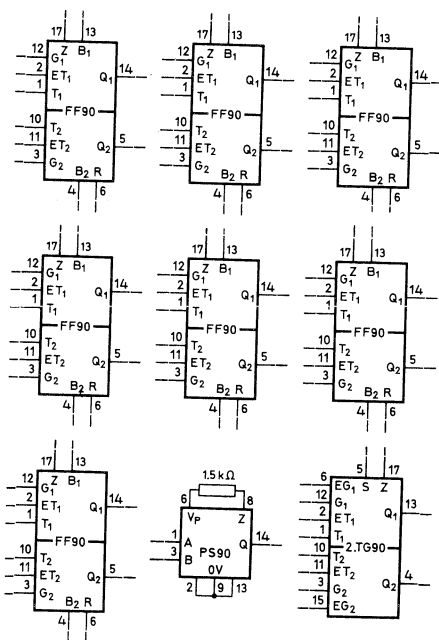 17 13 17 13 17 13
Z B1 Z B1 Z B1
12 G1 12 G1 12 G1
2 ET1 Q1 14 2 ET1 Q1 14 2 ET1 Q1 14
1 T1 1 T1 1 T1
FF90 FF90 FF90
10 T2 10 T2 10 T2
11 ET2 Q2 5 11 ET2 Q2 5 11 ET2 Q2 5
3 G2 3 G2 3 G2
B2 R B2 R B2 R
4 6 4 6 4 6
17 13 17 13 17 13
Z B1 Z B1 Z B1
12 G1 12 G1 12 G1
2 ET1 Q1 14 2 ET1 Q1 14 2 ET1 Q1 14
1 T1 1 T1 1 T1
FF90 FF90 FF90
10 T2 10 T2 10 T2
11 ET2 Q2 5 11 ET2 Q2 5 11 ET2 Q2 5
3 G2 3 G2 3 G2
B2 R B2 R B2 R
4 6 4 6 4 6
17 13
Z B1
12 G1
2 ET1 Q1 14
1 T1
FF90
10 T2
11 ET2 Q2 5
3 G2
B2 R
4 6
1.5 kΩ
6 8
VP Z
1 A Q 14
3 B PS90
0V
2 9 13
5 17
6 EG1 S Z
12 G1
2 ET1 Q1 13
1 T1
10 2.TG90
T2
11 ET2 Q2 4
3 G2
15 EG2